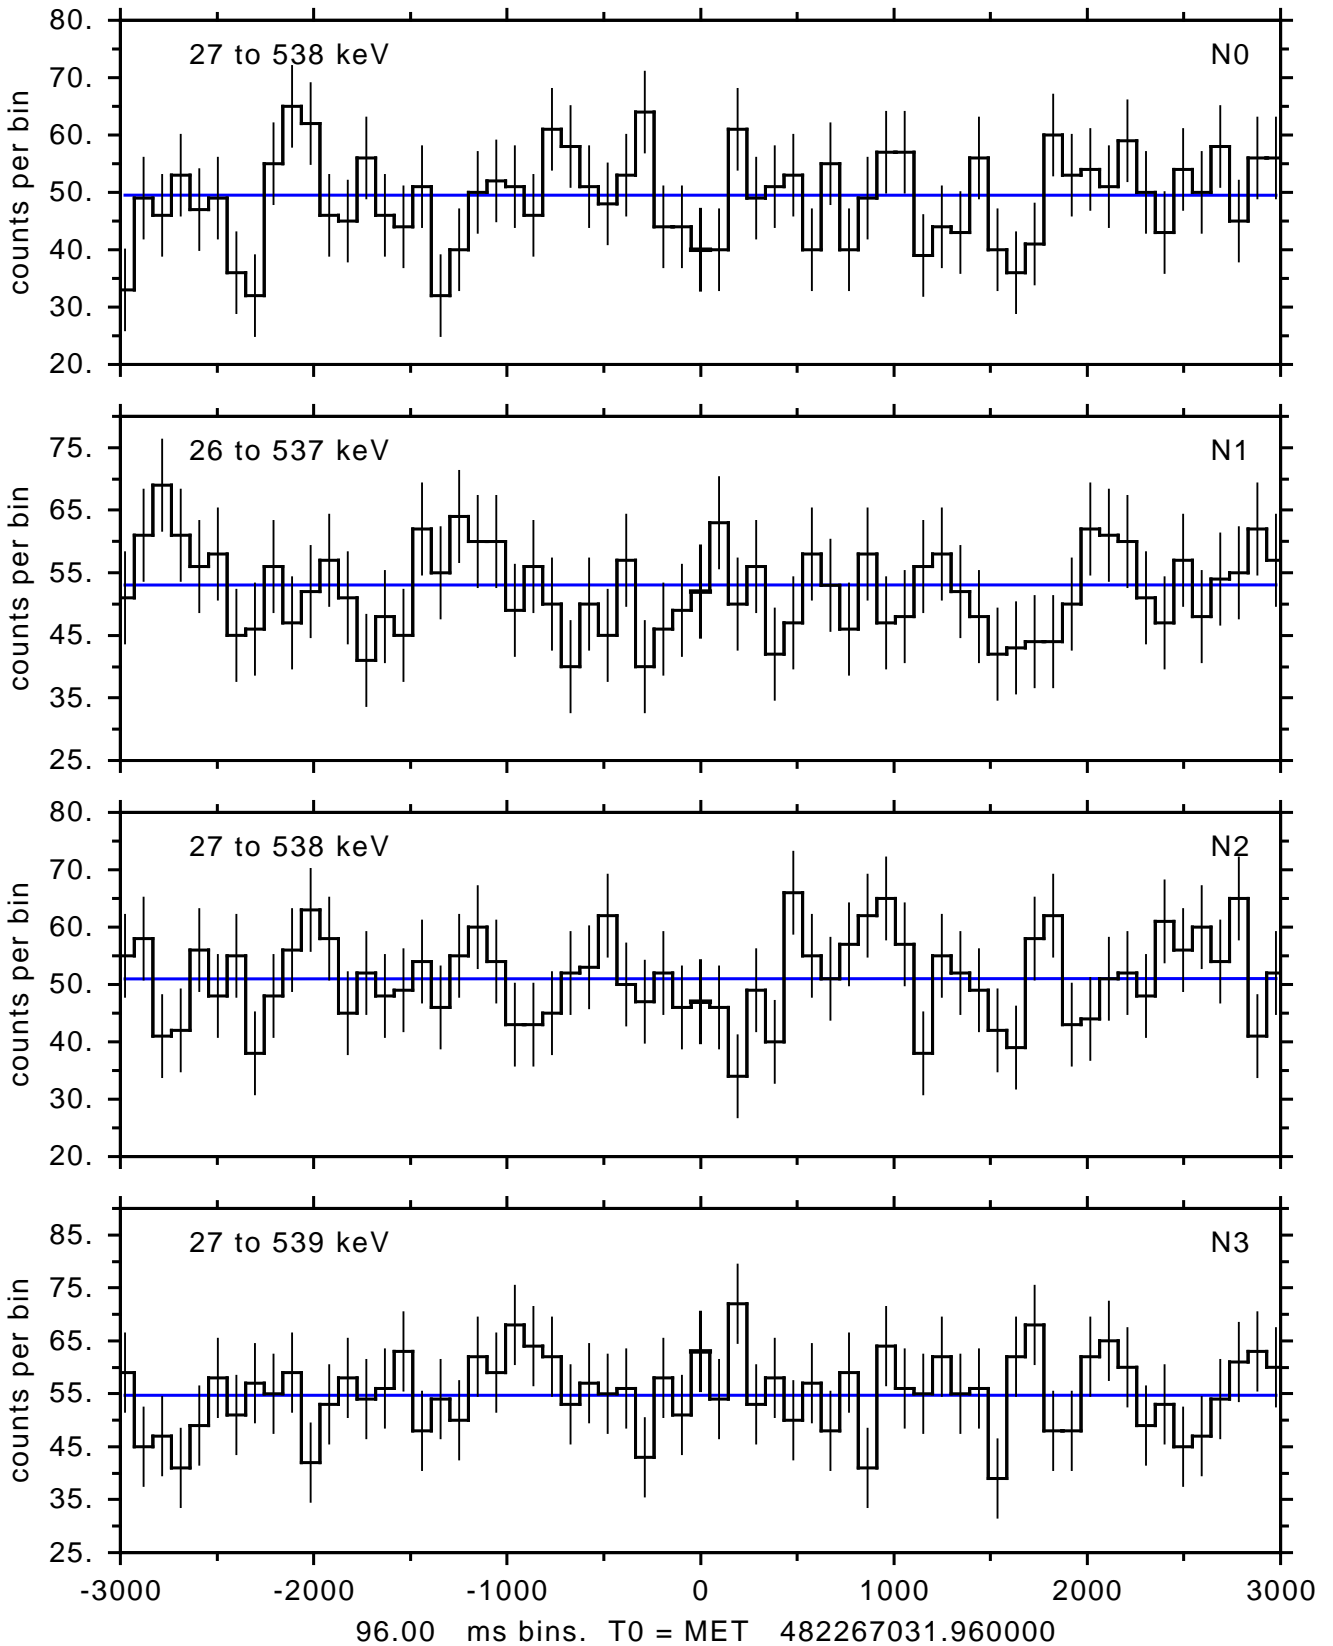 80.
27 to 538 keV N0
70.
60.
50.
40.
30.
20.
counts per bin
26 to 537 keV N1
75.
65.
55.
45.
35.
25.
counts per bin
80.
27 to 538 keV N2
70.
60.
50.
40.
30.
20.
counts per bin
27 to 539 keV N3
85.
75.
65.
55.
45.
35.
25.
counts per bin
-3000 -2000 -1000 0 1000 2000 3000
96.00 ms bins. T0 = MET 482267031.960000